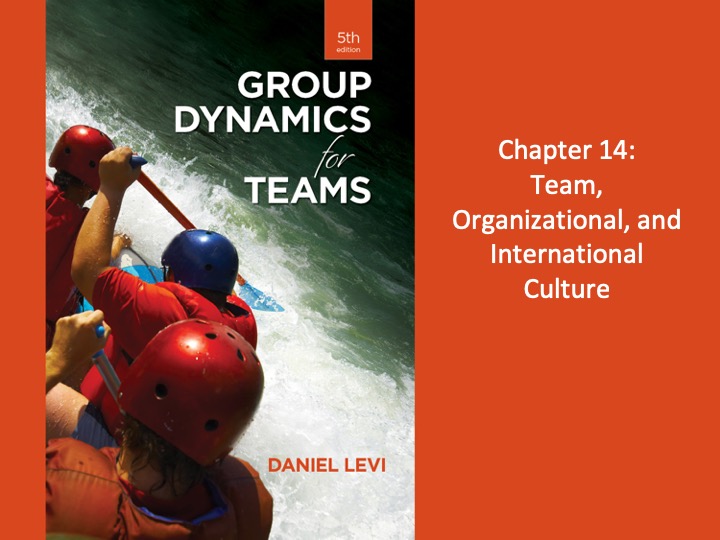 5th
edition
GROUP
DYNAMICS
for
TEAMS
DANIEL LEVI
Chapter 14:
Team,
Organizational, and
International
Culture